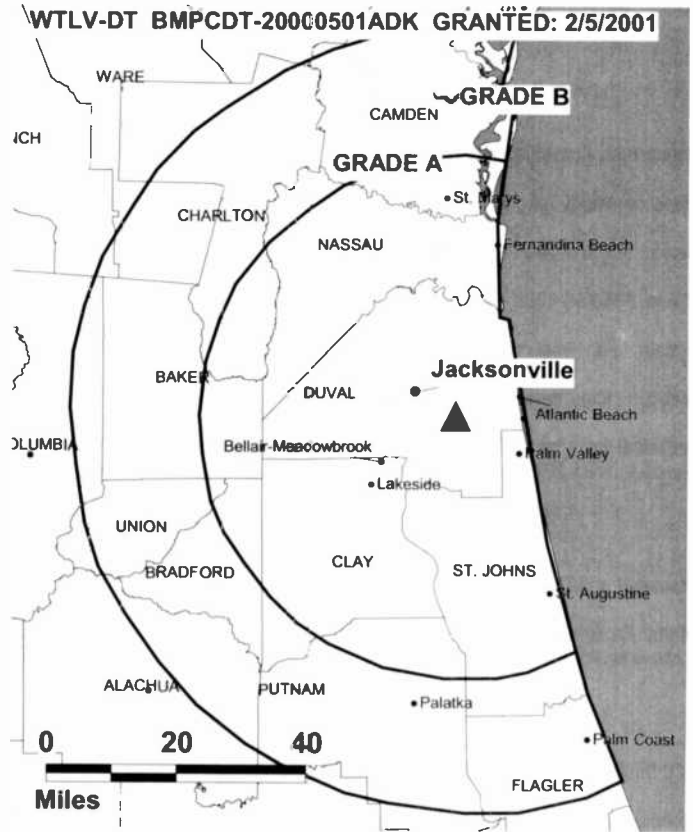 WTLV-DT BMPCDT-20000501ADK GRANTED: 2/5/2001
WARE
GRADE B
CAMDEN
NCH
GRADE A
St. Marys
CHARLTON
NASSAU
Fernandina Beach
Jacksonville
BAKER
DUVAL
Atlantic Beach
OLUMBIA
Meadowbrook
Palm Valley
Lakeside
UNION
CLAY
BRADFORD
ST. JOHNS
St. Augustine
ALACHUA
PUTNAM
Palatka
0 20 40
Palm Coast
Miles
FLAGLER